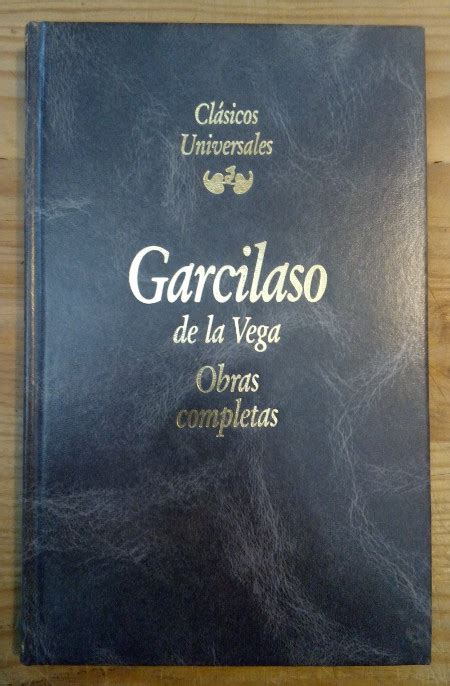 Clásicos
Universales
Garcilaso
de la Vega
Obras
completas